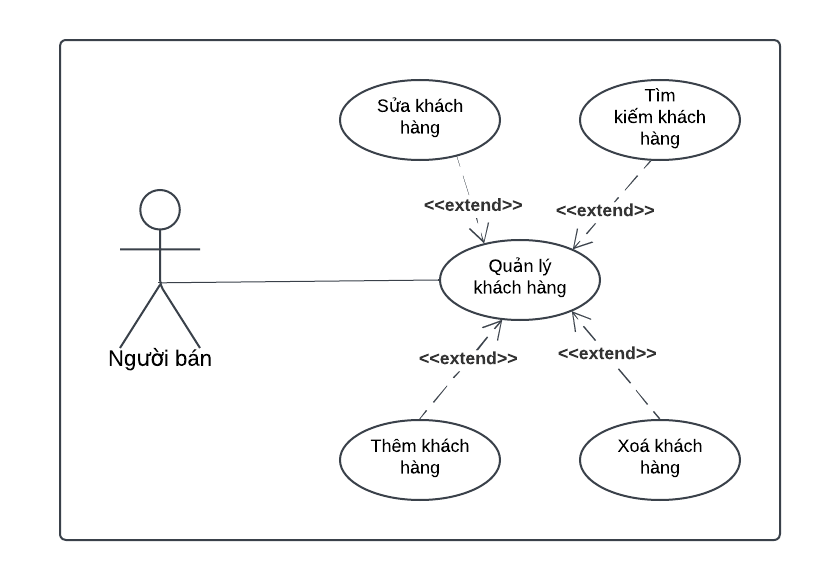 Sửa khách
hàng
Tìm
kiếm khách
hàng
<<extend>>
<<extend>>
Quản lý
khách hàng
Người bán
<<extend>>
<<extend>>
Thêm khách
hàng
Xoá khách
hàng